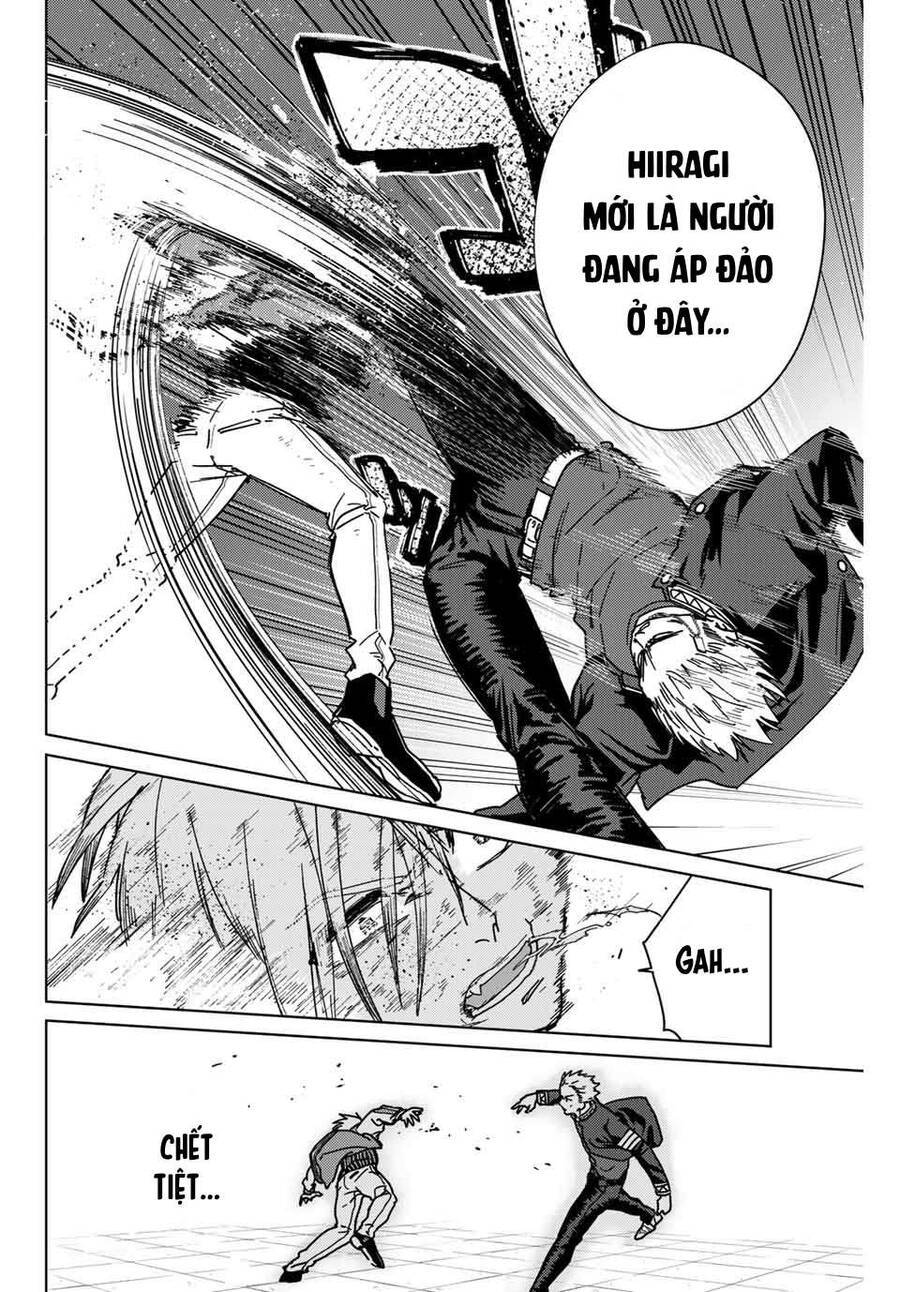 HIIRAGI
MỚI LÀ NGƯỜI
ĐANG ÁP ĐẢO
Ở ĐÂY...
GAH...
CHẾT
TIỆT...